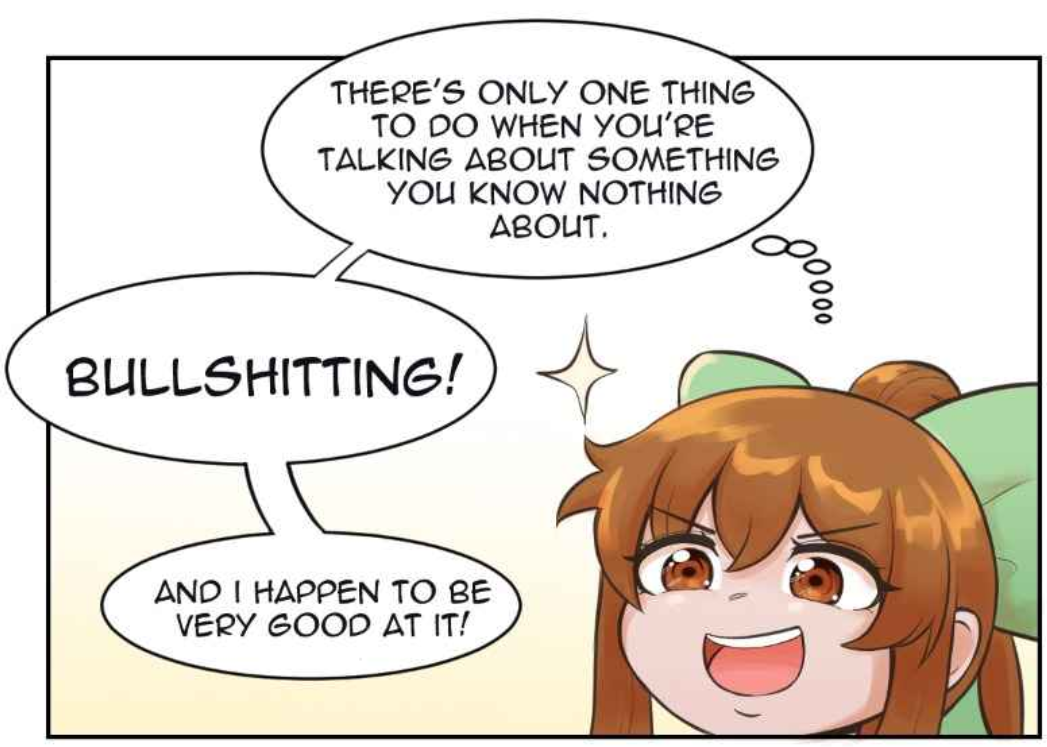 THERE'S ONLY ONE THING
TO DO WHEN YOU'RE
TALKING ABOUT SOMETHING
YOU KNOW NOTHING
ABOUT.
BULLSHITTING!
AND I HAPPEN TO BE
VERY GOOD AT IT!